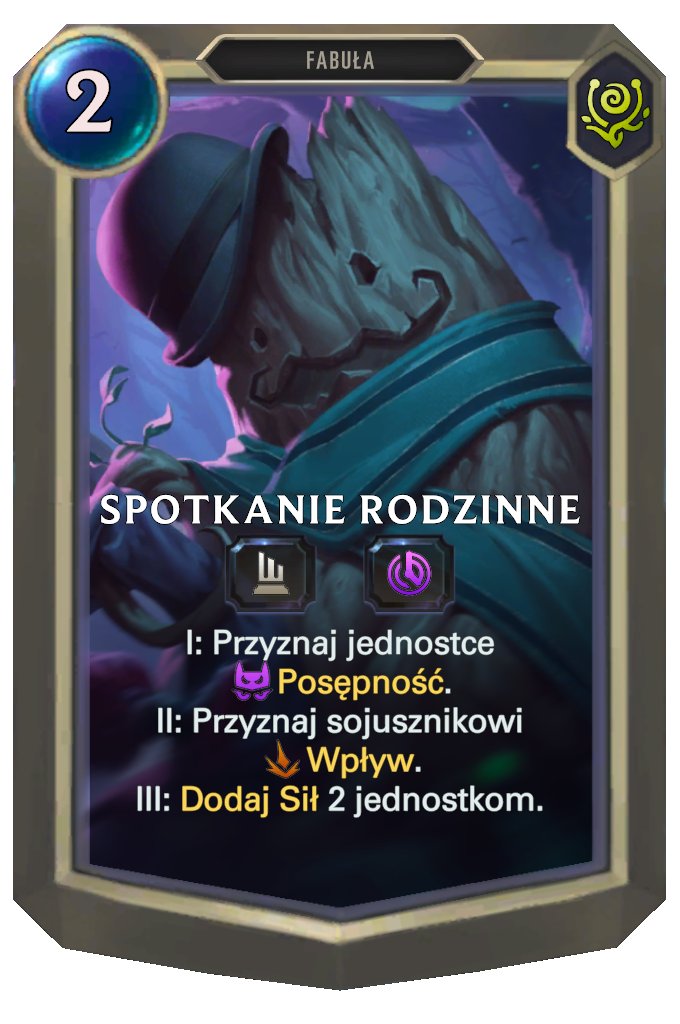 FABUŁA
2
SPOTKANIE RODZINNE
I: Przyznaj jednostce
Posępność.
II: Przyznaj sojusznikowi
Wpływ.
III: Dodaj Sił 2 jednostkom.